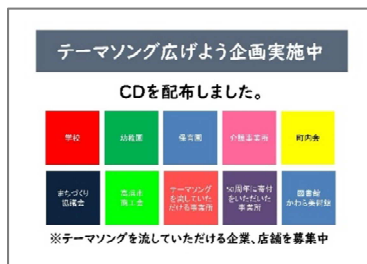 テーマソング広げよう企画実施中
CDを配布しました。
学校
幼稚園
保育園
介護事業所
町内会
まちづくり
協議会
商工会
テーマソング
を流していた
だける事業所
50周年に寄付
をいただいた
事業所
図書館
かわら美術館
※テーマソングを流していただける企業、店舗を募集中